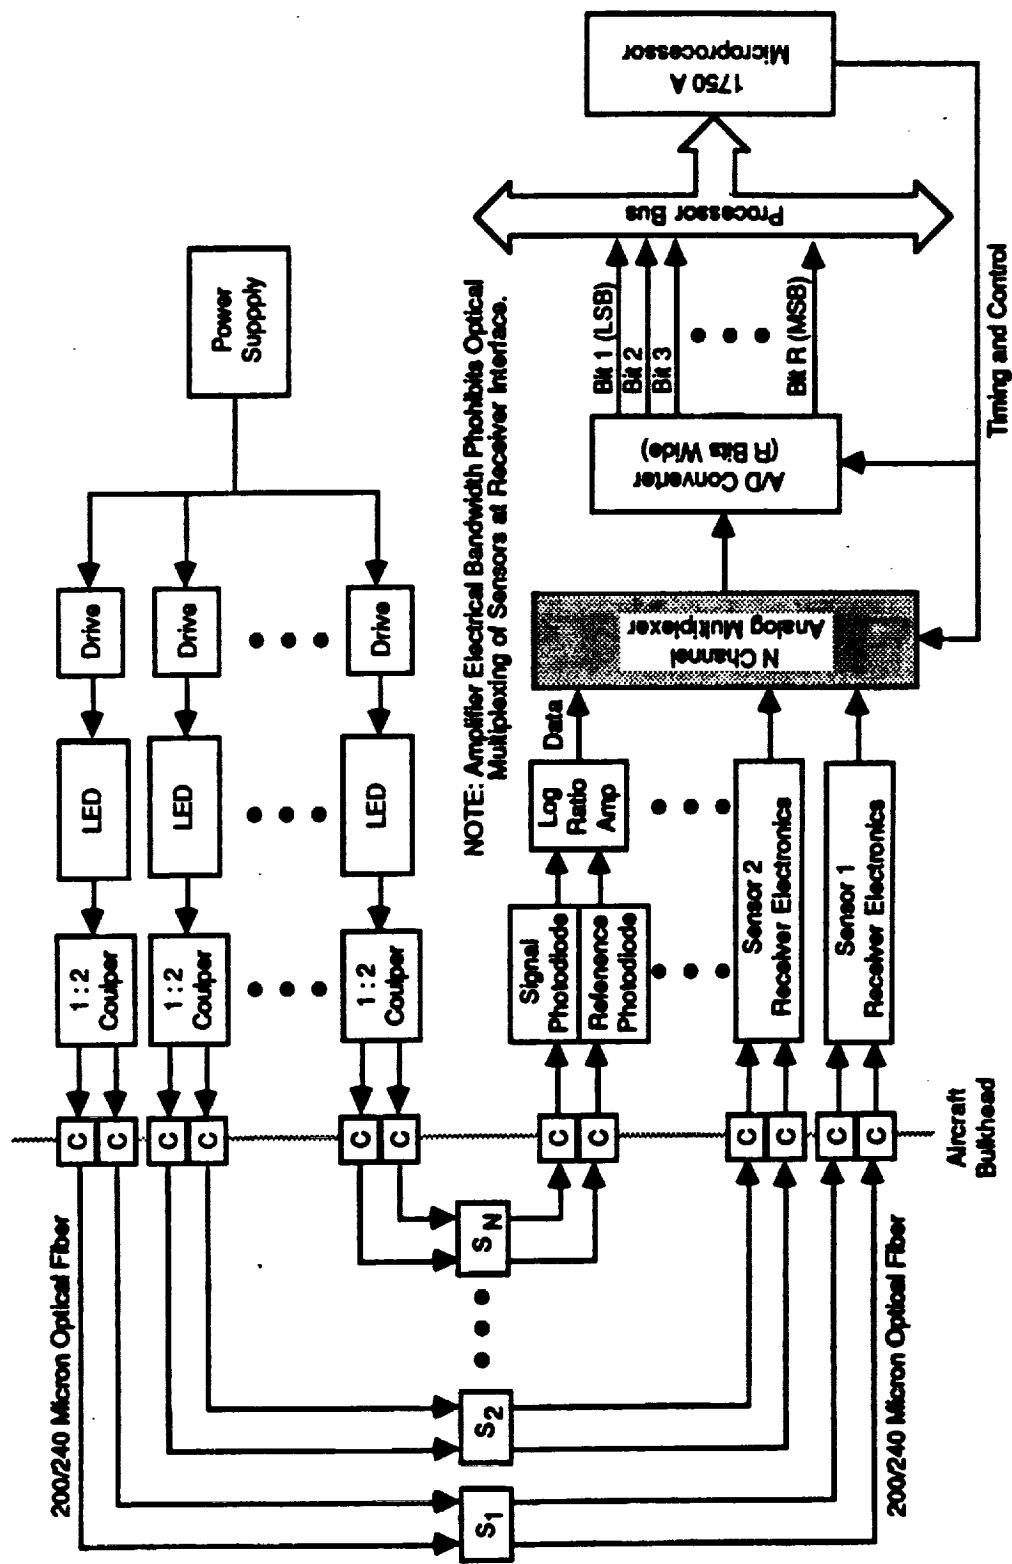 Power
Suppply
Drive
Drive
Drive
LED
LED
LED
1 : 2
Coulper
1 : 2
Coulper
1 : 2
Coulper
C
C
C
C
C
C
200/240 Micron Optical Fiber
S1
S2
SN
200/240 Micron Optical Fiber
C
C
C
C
C
C
Aircraft
Bulkhead
Signal
Photodiode
Reference
Photodiode
Log
Ratio
Amp
Data
Sensor 2
Receiver Electronics
Sensor 1
Receiver Electronics
NOTE: Amplifier Electrical Bandwidth Phohibits Optical
Multiplexing of Sensors at Receiver Interface.
N Channel
Analog Multiplexer
A/D Converter
(R Bits Wide)
Bit 1 (LSB)
Bit 2
Bit 3
Bit R (MSB)
Processor Bus
1750 A
Microprocessor
Timing and Control